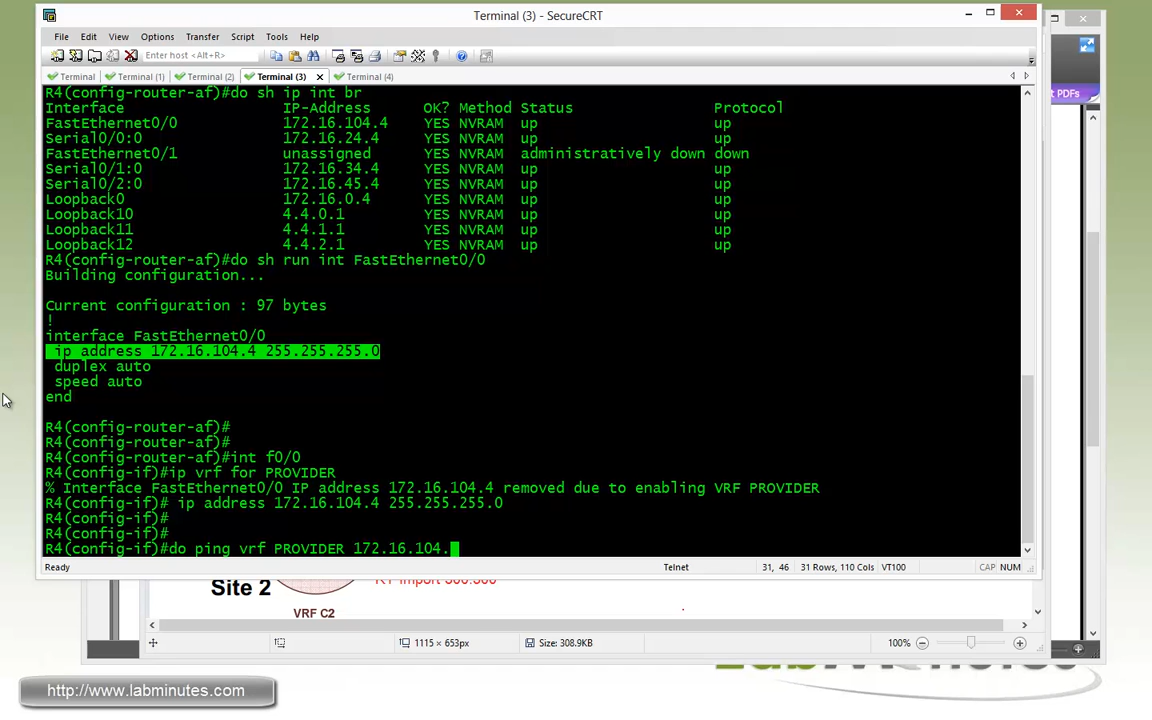 Terminal (3) - SecureCRT
File Edit View Options Transfer Script Tools Help
Enter host <Alt+R>
t PDFs
Terminal Terminal (1) Terminal (2) Terminal (3) Terminal (4)
R4(config-router-af)#do sh ip int br
Interface IP-Address OK? Method Status Protocol
FastEthernet0/0 172.16.104.4 YES NVRAM up up
Serial0/0:0 172.16.24.4 YES NVRAM up up
FastEthernet0/1 unassigned YES NVRAM administratively down down
Serial0/1:0 172.16.34.4 YES NVRAM up up
Serial0/2:0 172.16.45.4 YES NVRAM up up
Loopback0 172.16.0.4 YES NVRAM up up
Loopback10 4.4.0.1 YES NVRAM up up
Loopback11 4.4.1.1 YES NVRAM up up
Loopback12 4.4.2.1 YES NVRAM up up
R4(config-router-af)#do sh run int FastEthernet0/0
Building configuration...
Current configuration : 97 bytes
!
interface FastEthernet0/0
ip address 172.16.104.4 255.255.255.0
duplex auto
speed auto
end
R4(config-router-af)#
R4(config-router-af)#
R4(config-router-af)#int f0/0
R4(config-if)#ip vrf for PROVIDER
% Interface FastEthernet0/0 IP address 172.16.104.4 removed due to enabling VRF PROVIDER
R4(config-if)# ip address 172.16.104.4 255.255.255.0
R4(config-if)#
R4(config-if)#
R4(config-if)#do ping vrf PROVIDER 172.16.104.
Ready Telnet 31, 46 31 Rows, 110 Cols VT100 CAP NUM
Site 2
VRF C2
1115 × 653px Size: 308.9KB 100%
http://www.labminutes.com